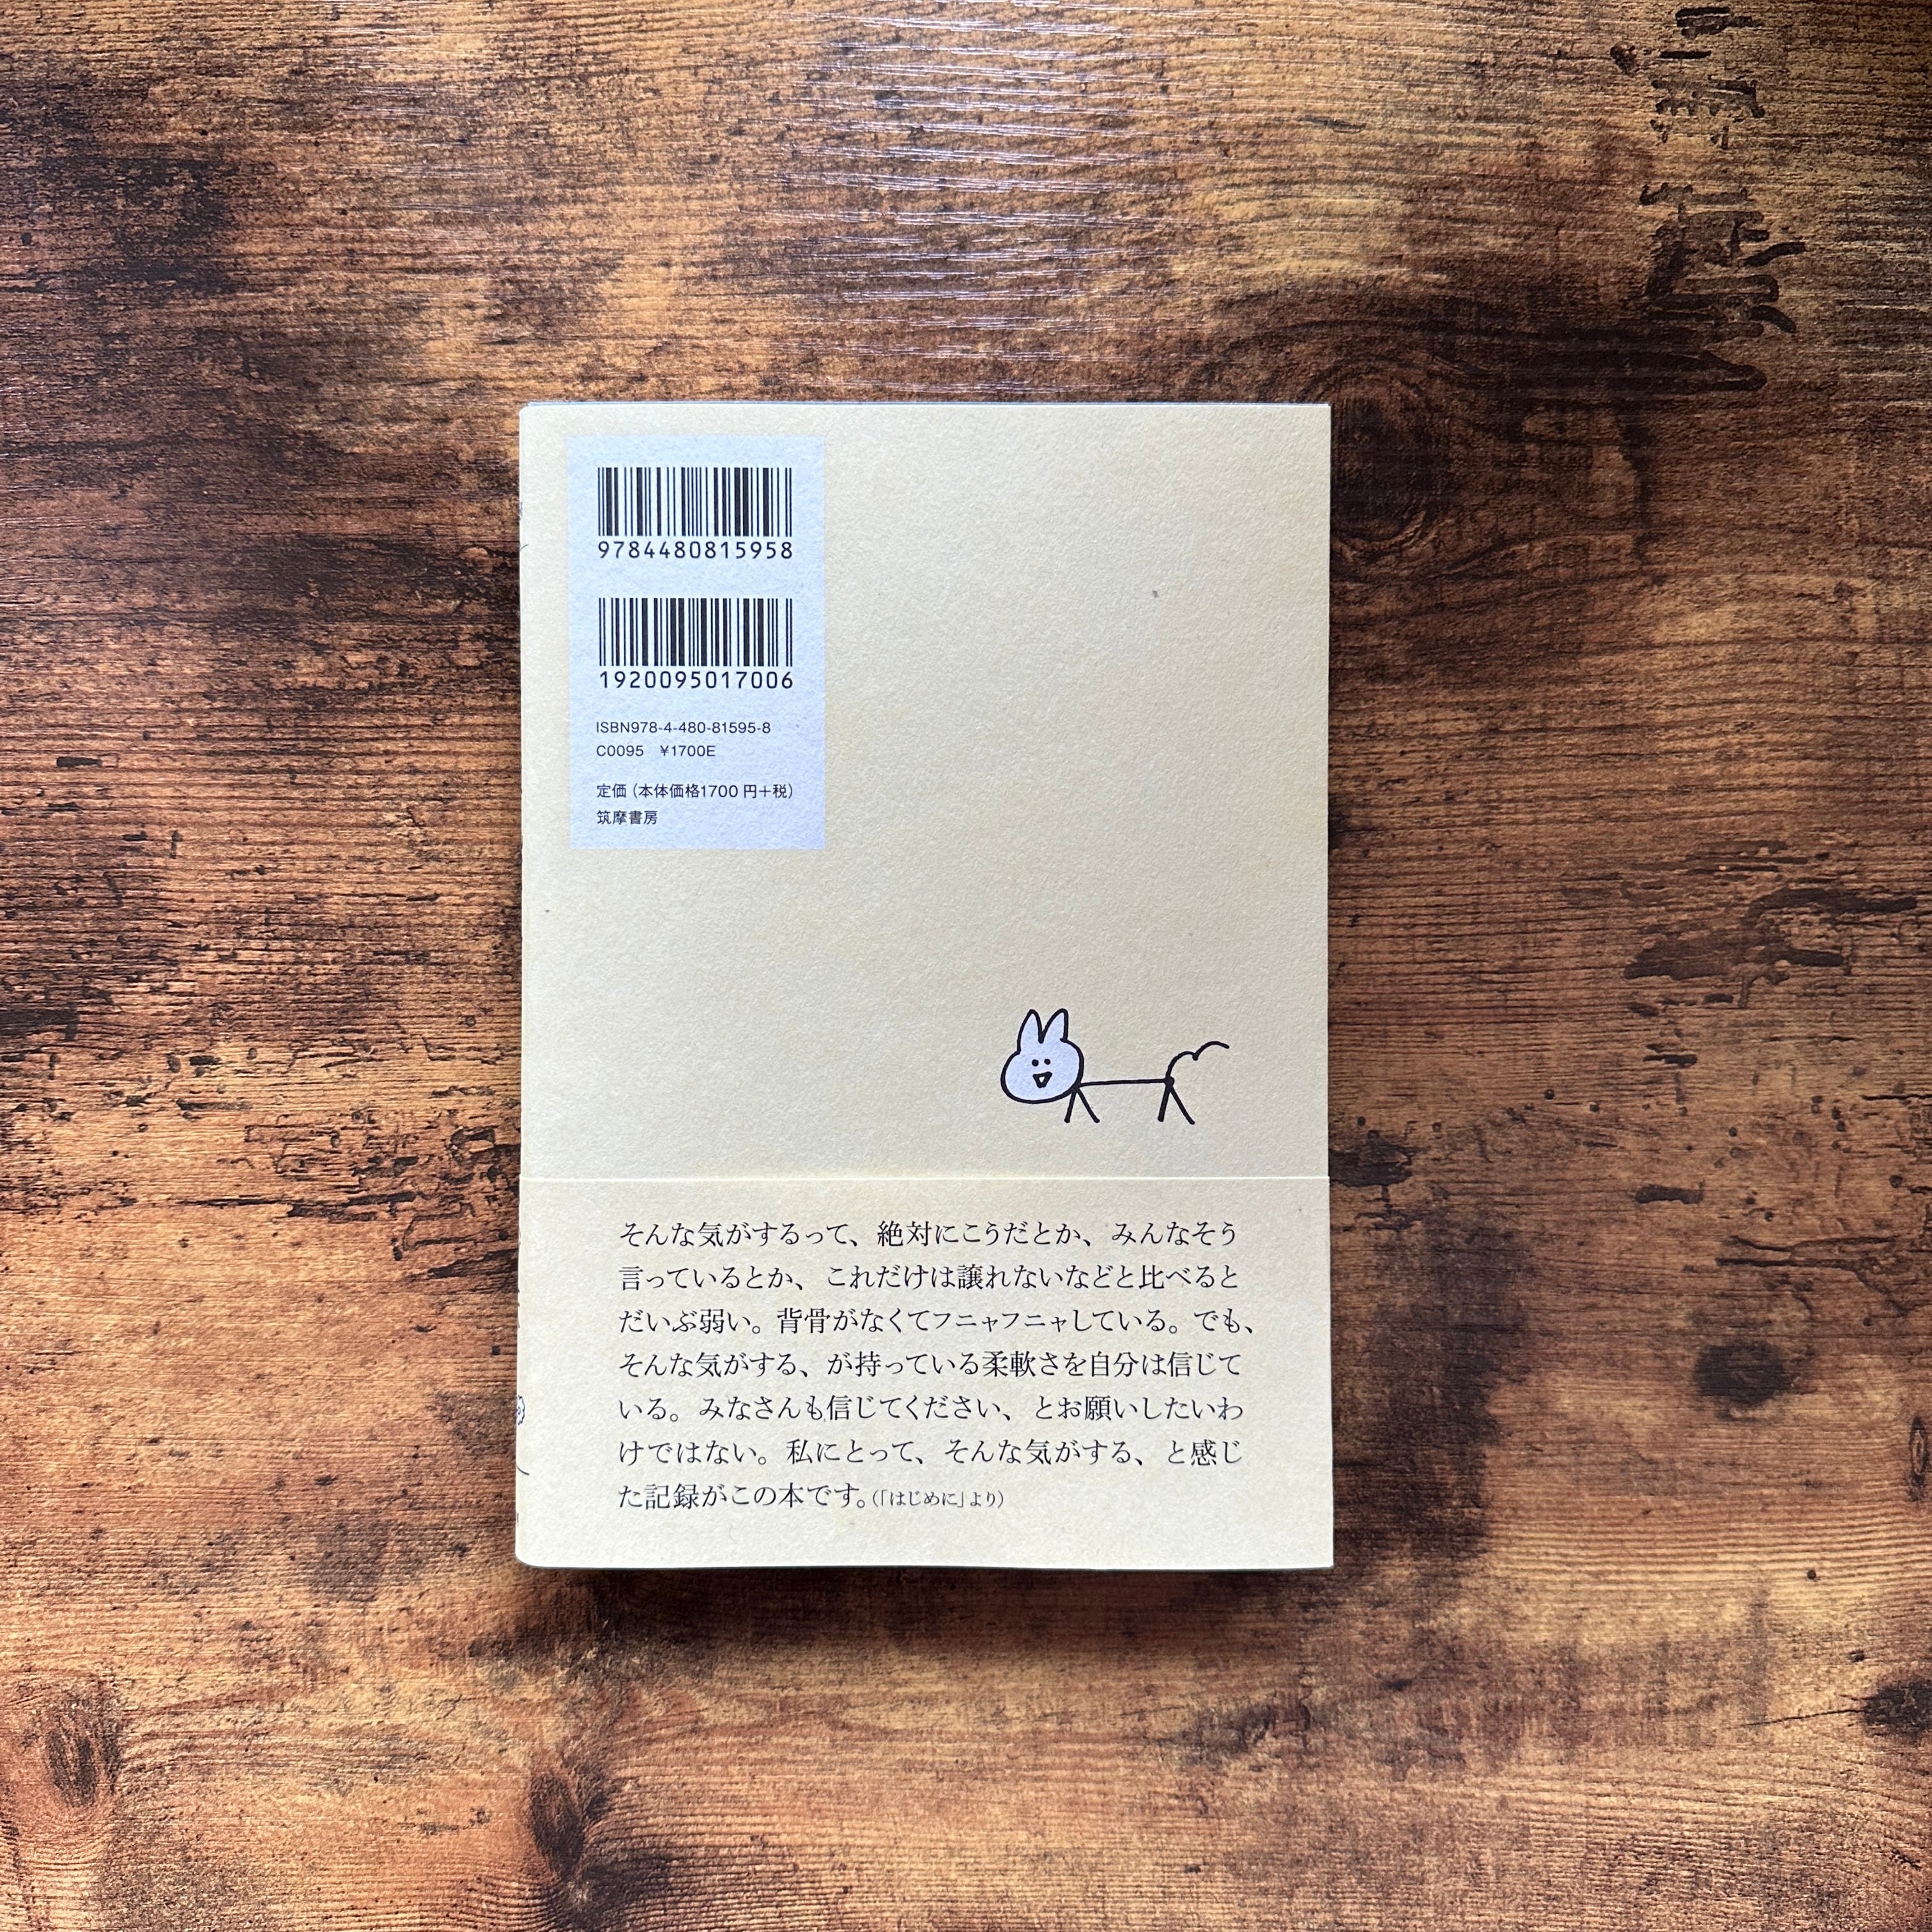 9784480815958
1920095017006
ISBN978-4-480-81595-8
C0095 ¥1700E
定価（本体価格1700円＋税）
筑摩書房
そんな気がするって、絶対にこうだとか、みんなそう
言っているとか、これだけは譲れないなどと比べると
だいぶ弱い。背骨がなくてフニャフニャしている。でも、
そんな気がする、が持っている柔軟さを自分は信じて
いる。みなさんも信じてください、とお願いしたいわ
けではない。私にとって、そんな気がする、と感じ
た記録がこの本です。（「はじめに」より）